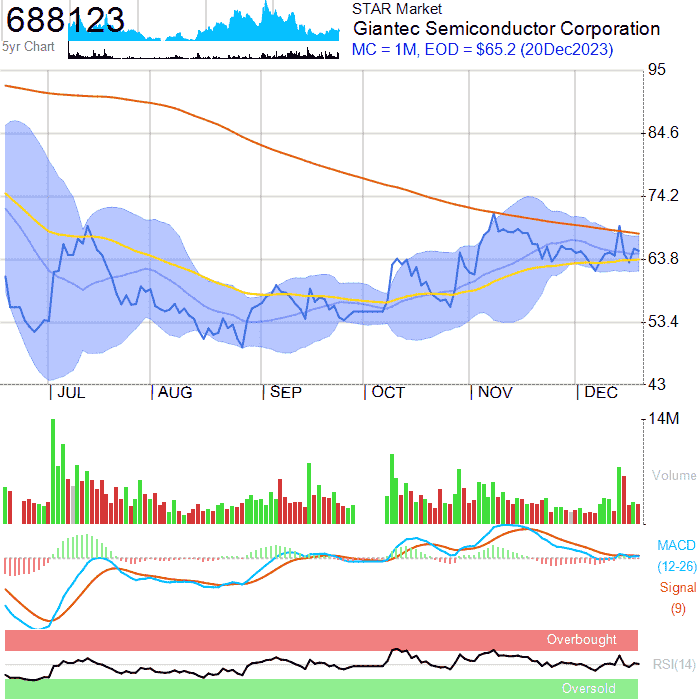 688123
STAR Market
Giantec Semiconductor Corporation
5yr Chart
MC = 1M, EOD = $65.2 (20Dec2023)
95
84.6
74.2
63.8
53.4
43
| JUL | AUG | SEP | OCT | NOV | DEC
14M
Volume
MACD
(12-26)
Signal
(9)
Overbought
RSI(14)
Oversold